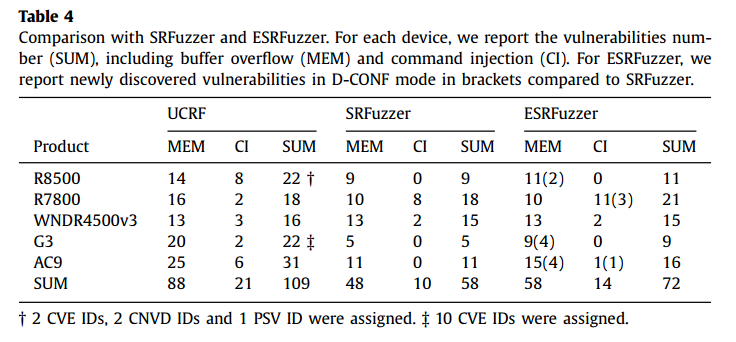 Table 4
Comparison with SRFuzzer and ESRFuzzer. For each device, we report the vulnerabilities num-
ber (SUM), including buffer overflow (MEM) and command injection (CI). For ESRFuzzer, we
report newly discovered vulnerabilities in D-CONF mode in brackets compared to SRFuzzer.
UCRF SRFuzzer ESRFuzzer
Product MEM CI SUM MEM CI SUM MEM CI SUM
R8500 14 8 22 † 9 0 9 11(2) 0 11
R7800 16 2 18 10 8 18 10 11(3) 21
WNDR4500v3 13 3 16 13 2 15 13 2 15
G3 20 2 22 ‡ 5 0 5 9(4) 0 9
AC9 25 6 31 11 0 11 15(4) 1(1) 16
SUM 88 21 109 48 10 58 58 14 72
† 2 CVE IDs, 2 CNVD IDs and 1 PSV ID were assigned. ‡ 10 CVE IDs were assigned.